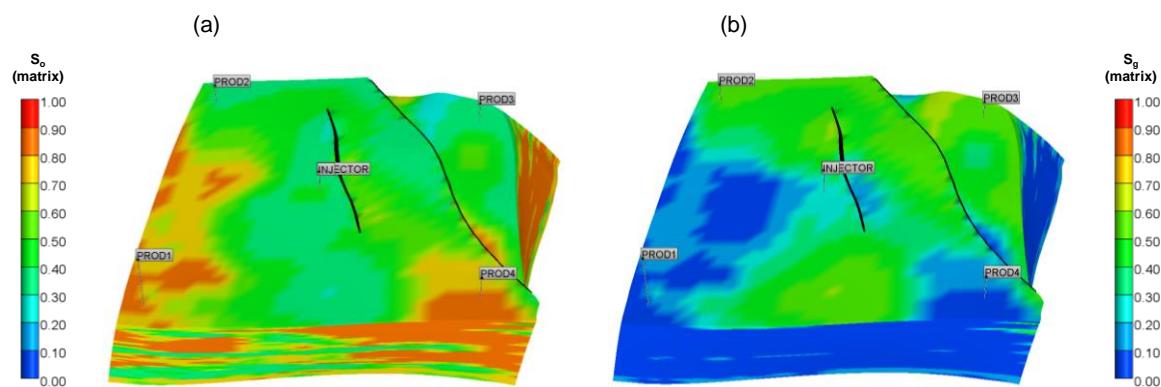 (a)
(b)
So
(matrix)
1.00
0.90
0.80
0.70
0.60
0.50
0.40
0.30
0.20
0.10
0.00
PROD2
PROD3
INJECTOR
PROD1
PROD4
PROD2
PROD3
INJECTOR
PROD1
PROD4
Sg
(matrix)
1.00
0.90
0.80
0.70
0.60
0.50
0.40
0.30
0.20
0.10
0.00